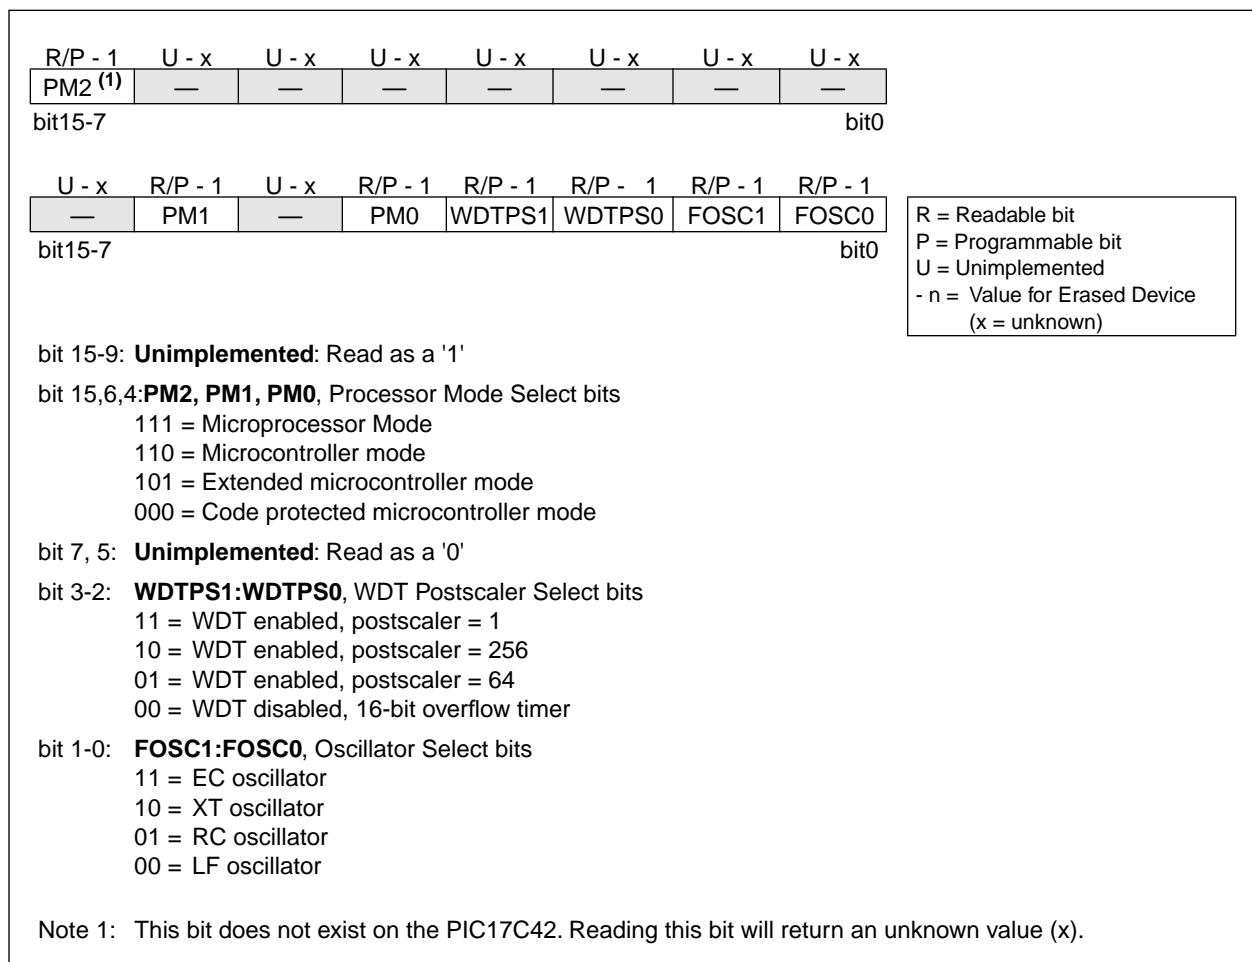 R/P - 1 U - x U - x U - x U - x U - x U - x U - x
PM2 (1) — — — — — — —
bit15-7 bit0
U - x R/P - 1 U - x R/P - 1 R/P - 1 R/P - 1 R/P - 1 R/P - 1
— PM1 — PM0 WDTPS1 WDTPS0 FOSC1 FOSC0
bit15-7 bit0
R = Readable bit
P = Programmable bit
U = Unimplemented
- n = Value for Erased Device
(x = unknown)
bit 15-9: Unimplemented: Read as a '1'
bit 15,6,4:PM2, PM1, PM0, Processor Mode Select bits
111 = Microprocessor Mode
110 = Microcontroller mode
101 = Extended microcontroller mode
000 = Code protected microcontroller mode
bit 7, 5: Unimplemented: Read as a '0'
bit 3-2: WDTPS1:WDTPS0, WDT Postscaler Select bits
11 = WDT enabled, postscaler = 1
10 = WDT enabled, postscaler = 256
01 = WDT enabled, postscaler = 64
00 = WDT disabled, 16-bit overflow timer
bit 1-0: FOSC1:FOSC0, Oscillator Select bits
11 = EC oscillator
10 = XT oscillator
01 = RC oscillator
00 = LF oscillator
Note 1: This bit does not exist on the PIC17C42. Reading this bit will return an unknown value (x).